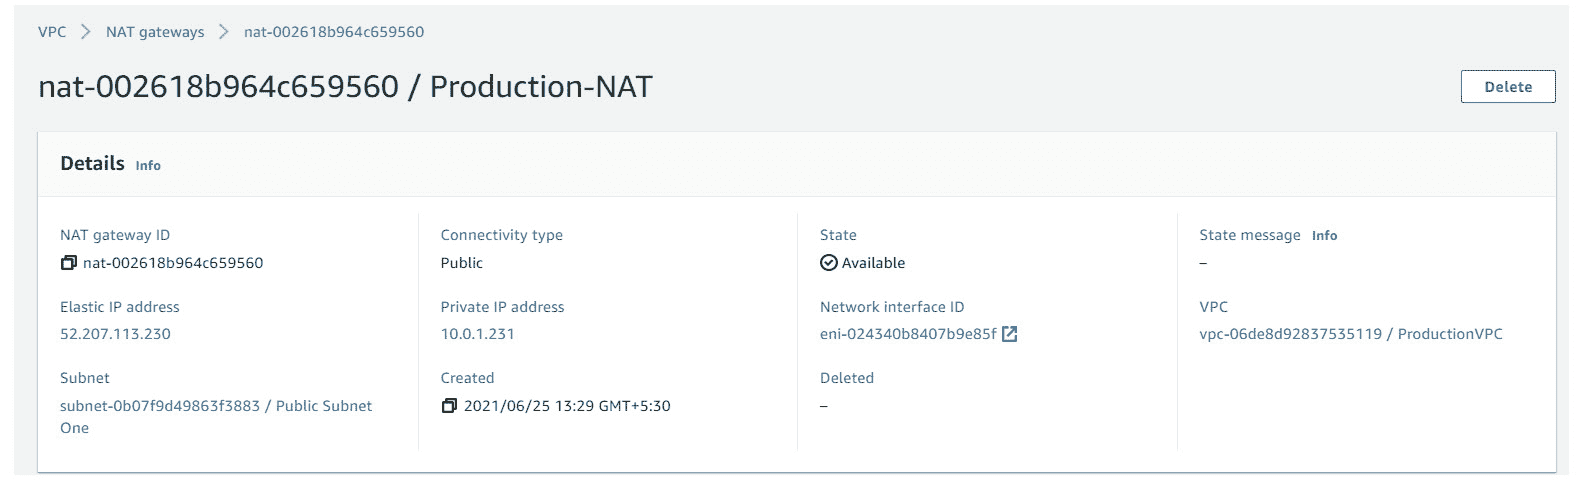 VPC > NAT gateways > nat-002618b964c659560
nat-002618b964c659560 / Production-NAT
Delete
Details Info
NAT gateway ID
nat-002618b964c659560
Connectivity type
Public
State
Available
State message Info
–
Elastic IP address
52.207.113.230
Private IP address
10.0.1.231
Network interface ID
eni-024340b8407b9e85f
VPC
vpc-06de8d92837535119 / ProductionVPC
Subnet
subnet-0b07f9d49863f3883 / Public Subnet
One
Created
2021/06/25 13:29 GMT+5:30
Deleted
–